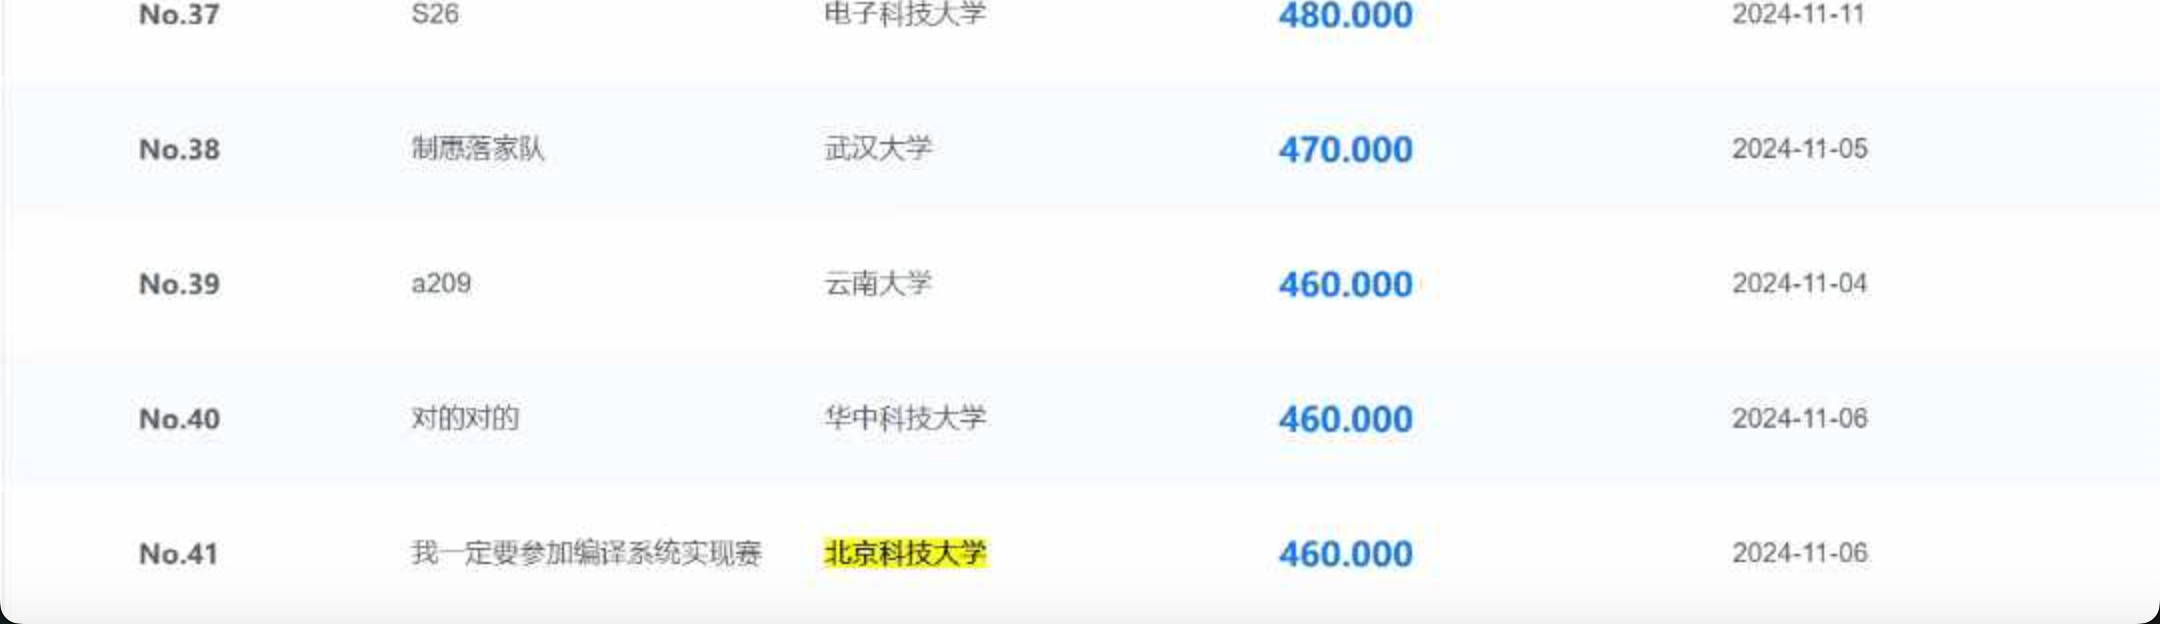 No.37 S26 电子科技大学 480.000 2024-11-11
No.38 制惠落家队 武汉大学 470.000 2024-11-05
No.39 a209 云南大学 460.000 2024-11-04
No.40 对的对的 华中科技大学 460.000 2024-11-06
No.41 我一定要参加编译系统实现赛 北京科技大学 460.000 2024-11-06